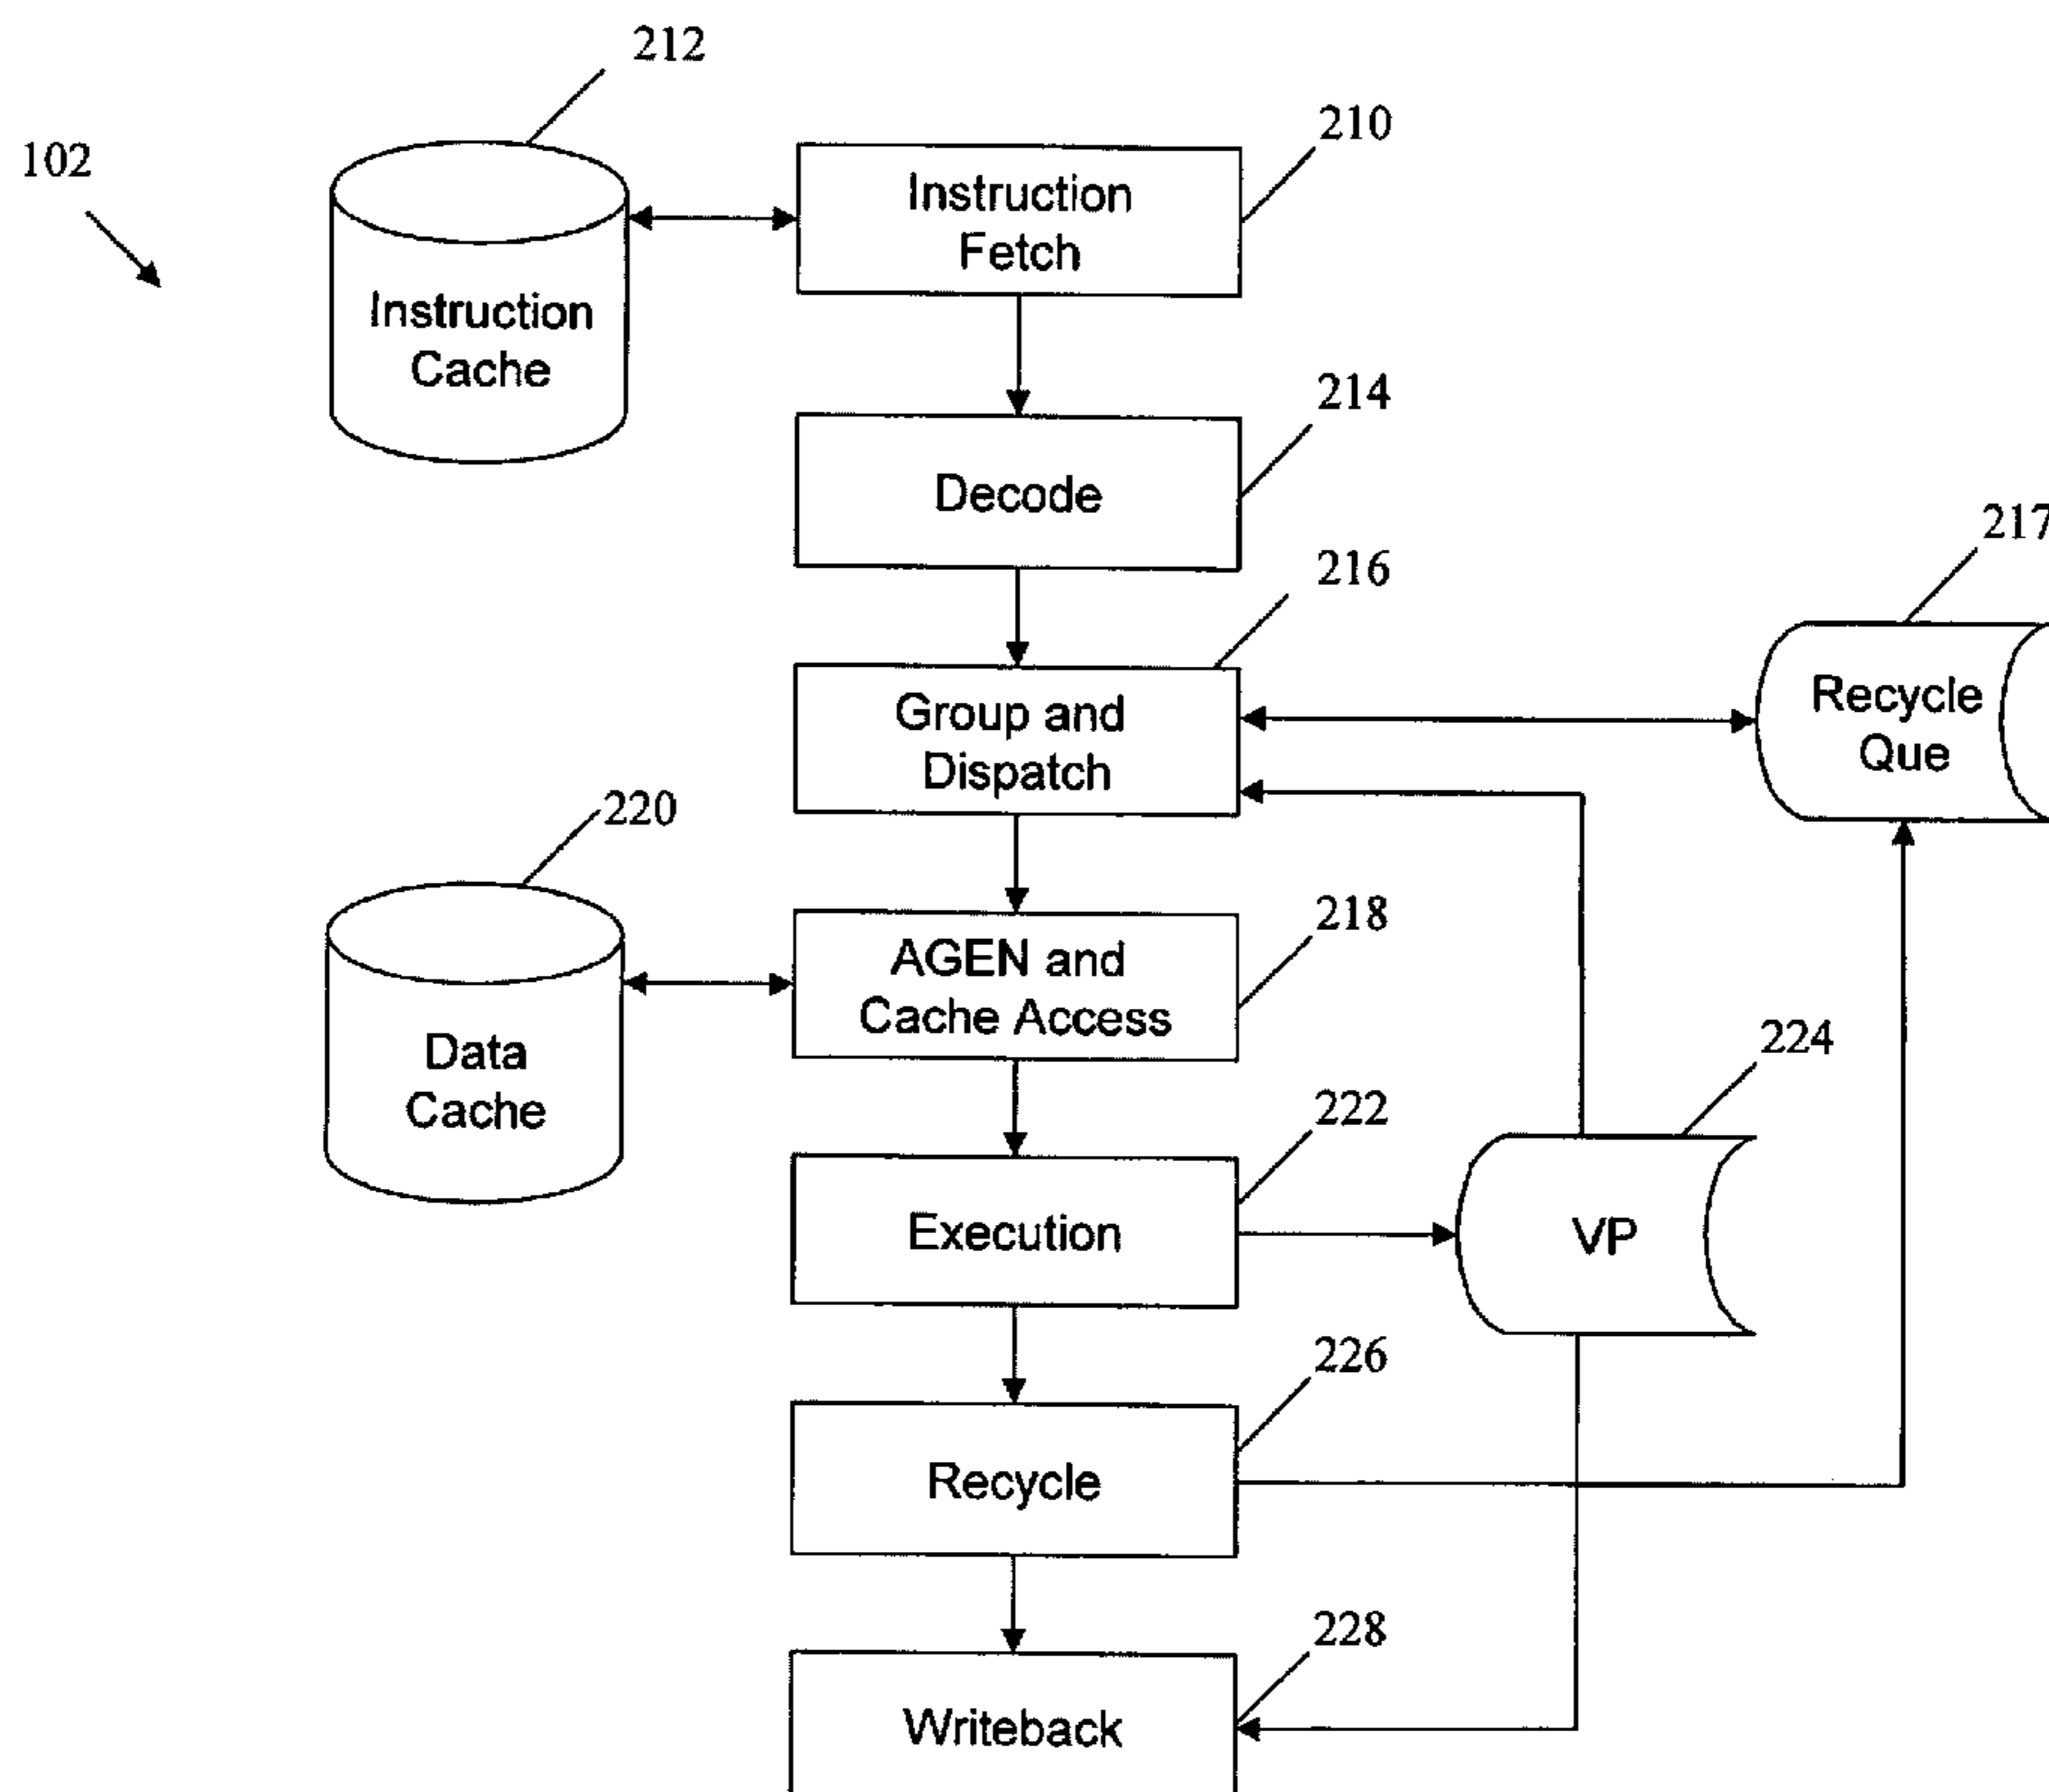 212
210
102
Instruction
Fetch
Instruction
Cache
214
Decode
217
216
Recycle
Que
Group and
Dispatch
220
218
AGEN and
Cache Access
224
Data
Cache
222
Execution
VP
226
Recycle
228
Writeback